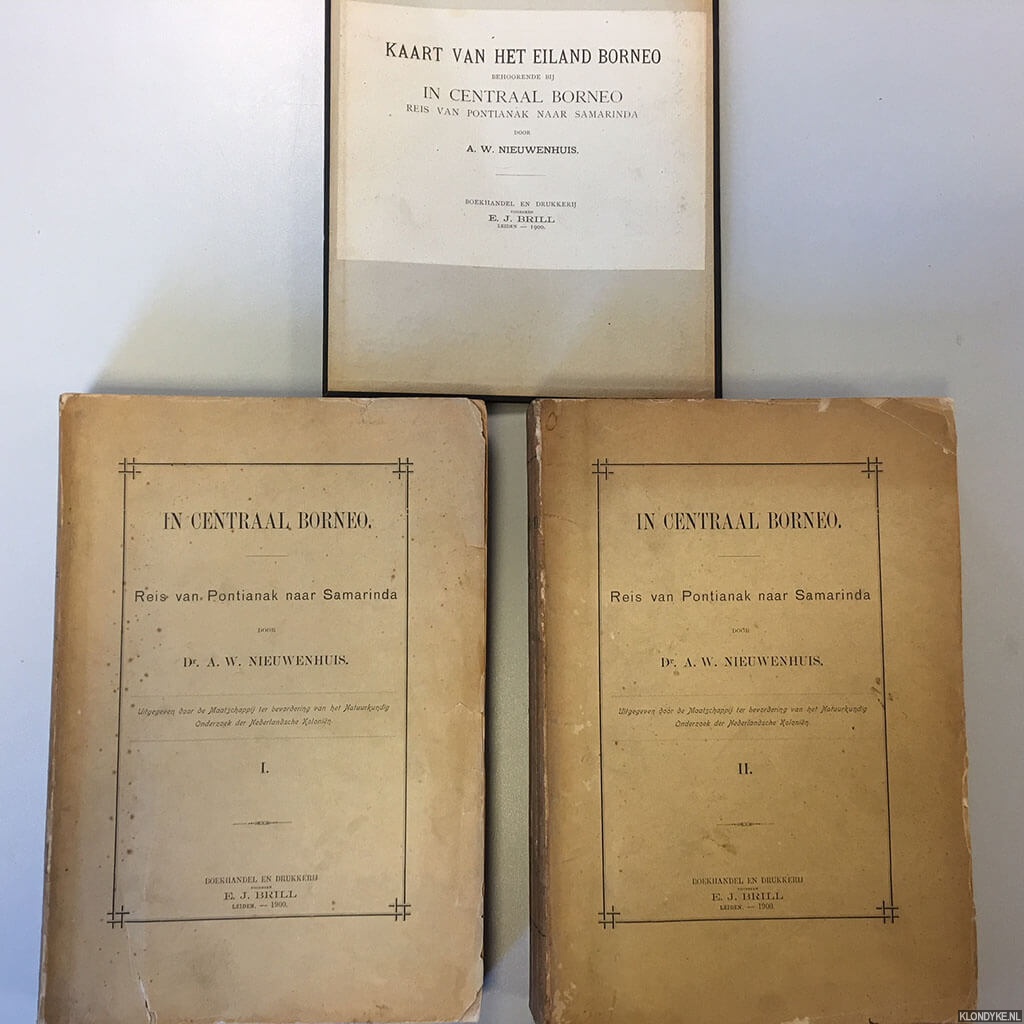 KAART VAN HET EILAND BORNEO
BEHOORENDE BIJ
IN CENTRAAL BORNEO
REIS VAN PONTIANAK NAAR SAMARINDA
DOOR
A. W. NIEUWENHUIS.
BOEKHANDEL EN DRUKKERIJ
VOORHEEN
E. J. BRILL
LEIDEN — 1900.
IN CENTRAAL BORNEO.
Reis van Pontianak naar Samarinda
DOOR
Dr. A. W. NIEUWENHUIS.
Uitgegeven door de Maatschappij ter bevordering van het Natuurkundig
Onderzoek der Nederlandsche Koloniën.
I.
BOEKHANDEL EN DRUKKERIJ
VOORHEEN
E. J. BRILL
LEIDEN. — 1900.
IN CENTRAAL BORNEO.
Reis van Pontianak naar Samarinda
DOOR
Dr. A. W. NIEUWENHUIS.
Uitgegeven door de Maatschappij ter bevordering van het Natuurkundig
Onderzoek der Nederlandsche Koloniën.
II.
BOEKHANDEL EN DRUKKERIJ
VOORHEEN
E. J. BRILL
LEIDEN. — 1900.
KLONDYKE.NL